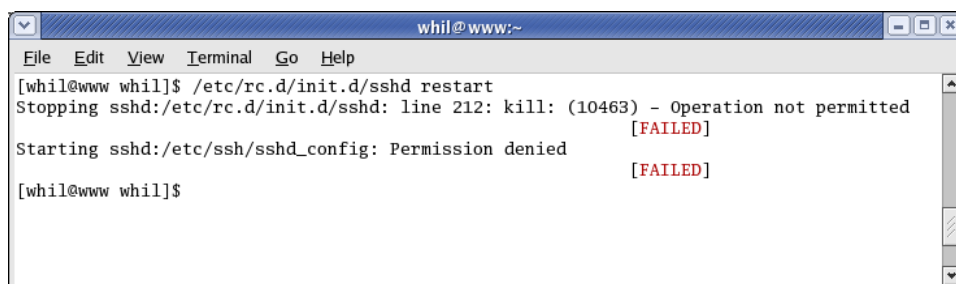 whil@www:~
File Edit View Terminal Go Help
[whil@www whil]$ /etc/rc.d/init.d/sshd restart
Stopping sshd:/etc/rc.d/init.d/sshd: line 212: kill: (10463) – Operation not permitted
[FAILED]
Starting sshd:/etc/ssh/sshd_config: Permission denied
[FAILED]
[whil@www whil]$